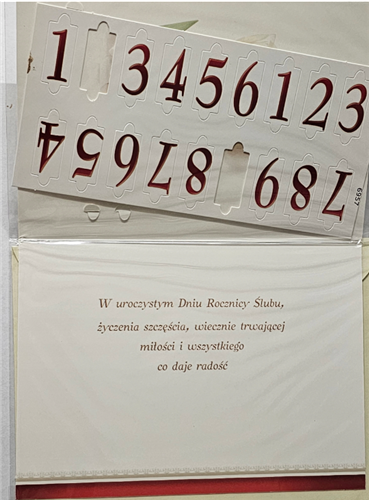 1 3 4 5 6 1 2 3
4 5 6 7 8 9 8 7
6957
W uroczystym Dniu Rocznicy Ślubu,
życzenia szczęścia, wiecznie trwającej
miłości i wszystkiego
co daje radość